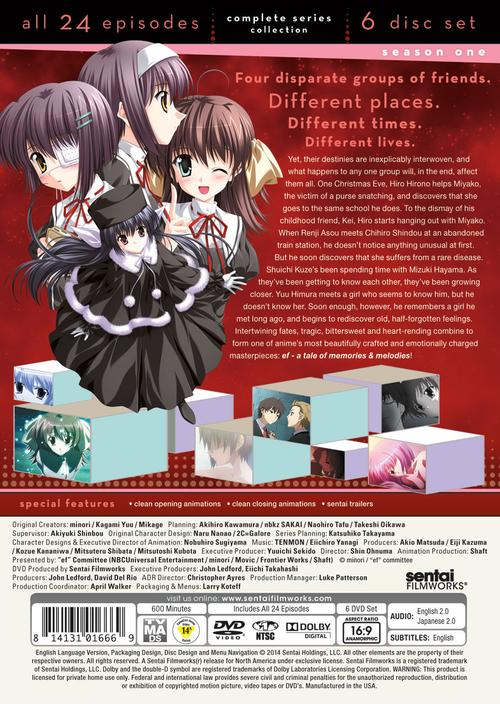 all 24 episodes
complete series
collection
6 disc set
season one
Four disparate groups of friends.
Different places.
Different times.
Different lives.
Yet, their destinies are inexplicably interwoven, and
what happens to any one group will, in the end, affect
them all. One Christmas Eve, Hiro Hirono helps Miyako,
the victim of a purse snatching, and discovers that she
goes to the same school he does. To the dismay of his
childhood friend, Kei, Hiro starts hanging out with Miyako.
When Renji Asou meets Chihiro Shindou at an abandoned
train station, he doesn't notice anything unusual at first.
But he soon discovers that she suffers from a rare disease.
Shuichi Kuze's been spending time with Mizuki Hayama. As
they've been getting to know each other, they've been growing
closer. Yuu Himura meets a girl who seems to know him, but he
doesn't know her. Soon enough, however, he remembers a girl he
met long ago, and begins to rediscover old, half-forgotten feelings.
Intertwining fates, tragic, bittersweet and heart-rending combine to
form one of anime's most beautifully crafted and emotionally charged
masterpieces: ef - a tale of memories & melodies!
special features • clean opening animations • clean closing animations • sentai trailers
Original Creators: minori / Kagami Yuu / Mikage Planning: Akihiro Kawamura / nbkz SAKAI / Naohiro Tafu / Takeshi Oikawa
Supervisor: Akiyuki Shinbou Original Character Design: Naru Nanao / 2C=Galore Series Planning: Katsuhiko Takayama
Character Designs & Executive Director of Animation: Nobuhiro Sugiyama Music: TENMON / Eiichiro Yanagi Producers: Akio Matsuda / Eiji Kazuma
/ Kozue Kananiwa / Mitsuteru Shibata / Mitsutoshi Kubota Executive Producer: Yuuichi Sekido Director: Shin Ohnuma Animation Production: Shaft
Presented by: "ef" Committee (NBCUniversal Entertainment / minori / Movic / Frontier Works / Shaft) © minori / "ef" committee
DVD Produced by Sentai Filmworks Executive Producers: John Ledford, Eiichi Takahashi
Producers: John Ledford, David Del Rio ADR Director: Christopher Ayres Production Manager: Luke Patterson
Production Coordinator: April Walker Packaging & Menus: Larry Koteff
sentai
FILMWORKS®
visit us online: www.sentaifilmworks.com
8 14131 01666 9
600 Minutes
TV
MA
DS
14+
Includes All 24 Episodes
DVD
VIDEO
NTSC
DOLBY
DIGITAL
6 DVD Set
ASPECT RATIO
16:9
ANAMORPHIC
AUDIO: English 2.0
Japanese 2.0
SUBTITLES: English
English Language Version, Packaging Design, Disc Design and Menu Navigation © 2014 Sentai Holdings, LLC. All other elements are the property of their
respective owners. All rights reserved. A Sentai Filmworks(r) release for North America under exclusive license. Sentai Filmworks is a registered trademark
of Sentai Holdings, LLC. Dolby and the double-D symbol are registered trademarks of Dolby Laboratories Licensing Corporation. WARNING: This product is
licensed for private home use only. Federal and international law provides severe civil and criminal penalties for the unauthorized reproduction, distribution
or exhibition of copyrighted motion picture, video tapes or DVD's. Manufactured in the USA.